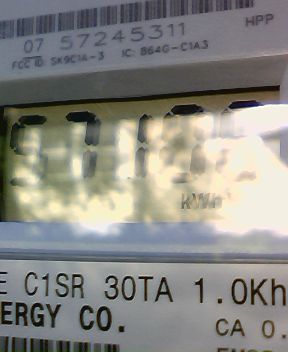 HPP
07 57245311
FCC ID: SK9C1A-3 IC: 864G-C1A3
kWh
E C1SR 30TA 1.0Kh
ERGY CO.
CA 0.